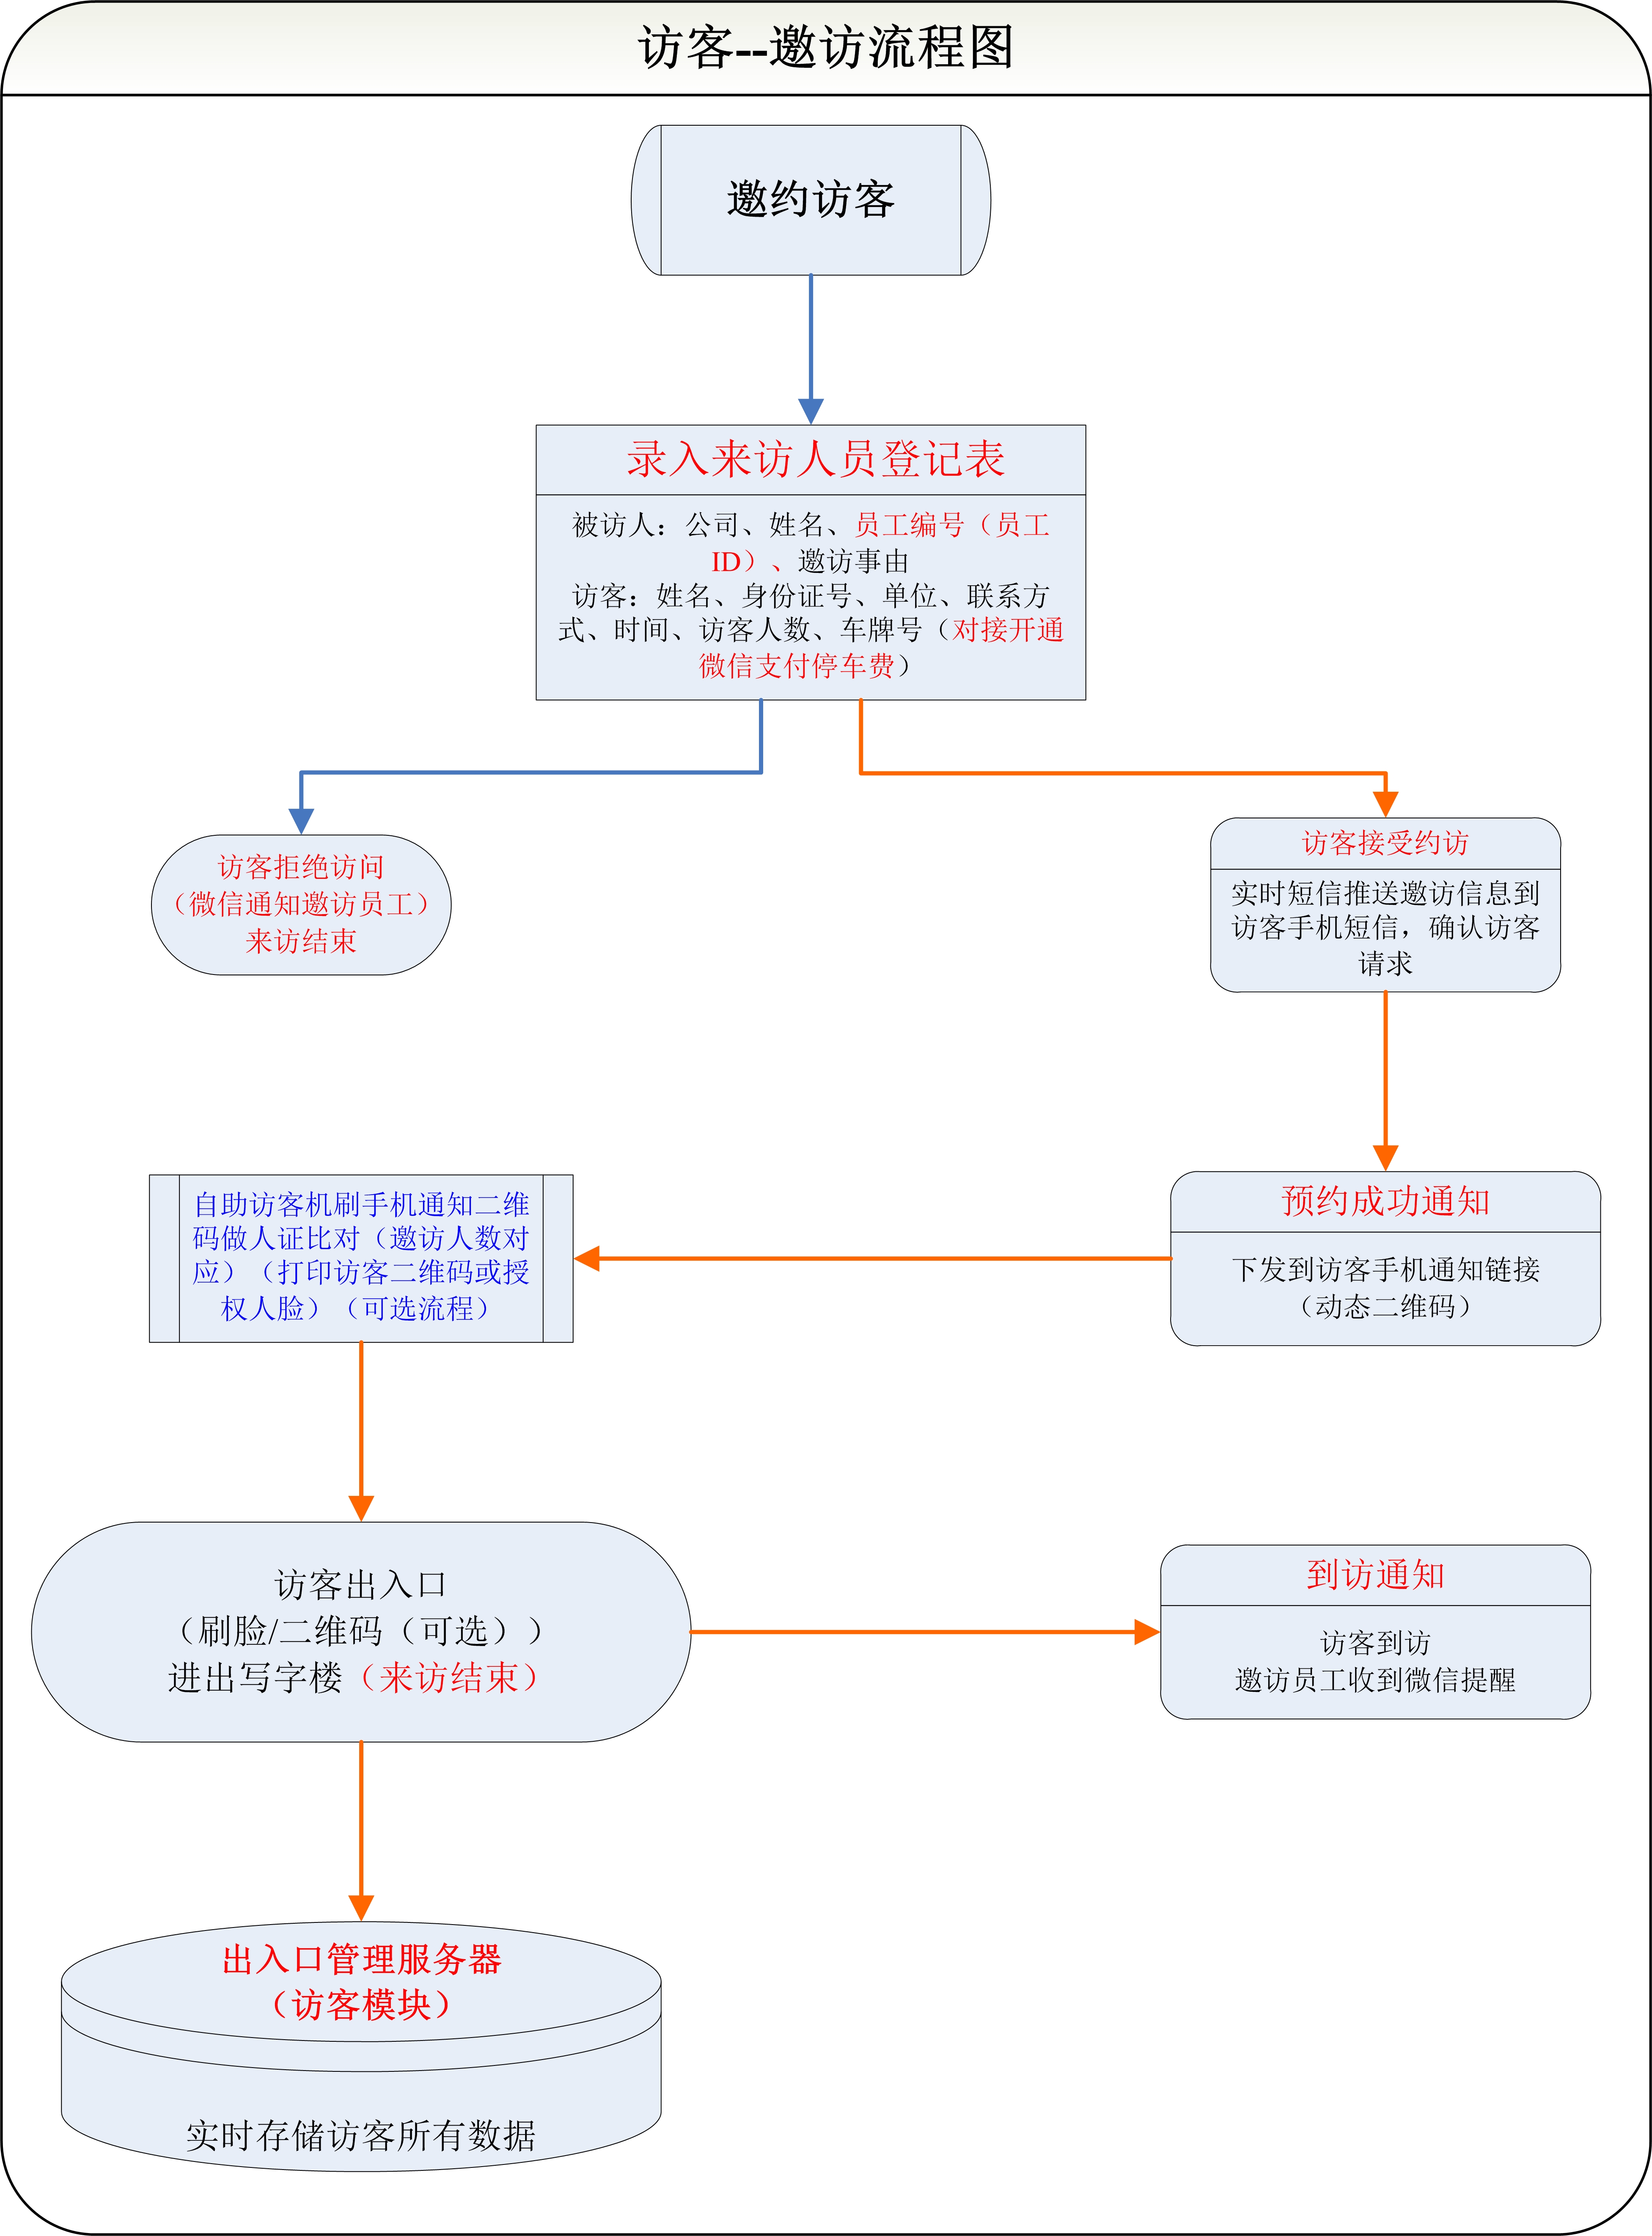 访客--邀访流程图
邀约访客
录入来访人员登记表
被访人：公司、姓名、员工编号（员工
ID）、邀访事由
访客：姓名、身份证号、单位、联系方
式、时间、访客人数、车牌号（对接开通
微信支付停车费）
访客拒绝访问
（微信通知邀访员工）
来访结束
访客接受约访
实时短信推送邀访信息到
访客手机短信，确认访客
请求
预约成功通知
下发到访客手机通知链接
（动态二维码）
自助访客机刷手机通知二维
码做人证比对（邀访人数对
应）（打印访客二维码或授
权人脸）（可选流程）
访客出入口
（刷脸/二维码（可选））
进出写字楼（来访结束）
到访通知
访客到访
邀访员工收到微信提醒
出入口管理服务器
（访客模块）
实时存储访客所有数据